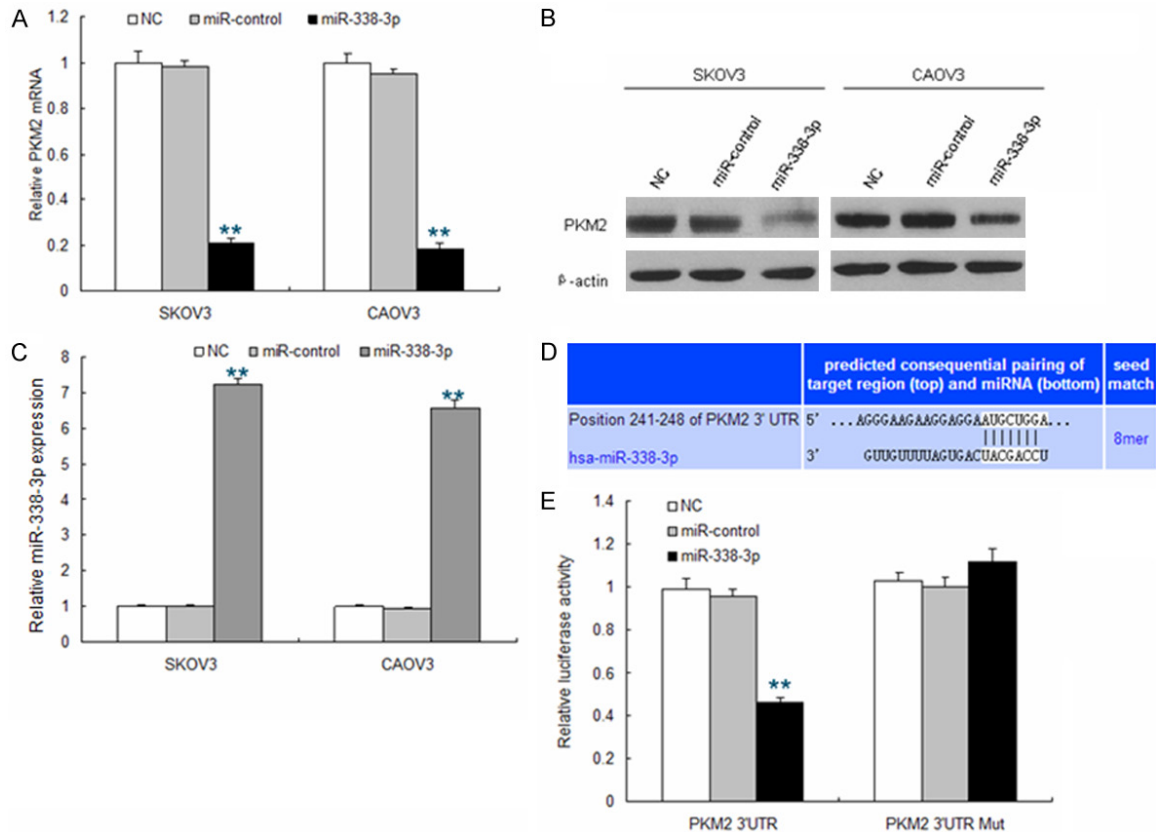 A
NC miR-control miR-338-3p
Relative PKM2 mRNA
1.2
1
0.8
0.6
0.4
0.2
0
**
**
SKOV3 CAOV3
B
SKOV3 CAOV3
NC miR-control miR-338-3p NC miR-control miR-338-3p
PKM2
β-actin
C
NC miR-control miR-338-3p
Relative miR-338-3p expression
8
7
6
5
4
3
2
1
0
**
**
SKOV3 CAOV3
D
predicted consequential pairing of
target region (top) and miRNA (bottom)
seed
match
Position 241-248 of PKM2 3' UTR 5' ...AGGGAAGAAGGAGGAAUGCUGGA...
8mer
hsa-miR-338-3p 3' GUUGUUUUAGUGACUACGACCU
E
NC
miR-control
miR-338-3p
Relative luciferase activity
1.4
1.2
1
0.8
0.6
0.4
0.2
0
**
PKM2 3'UTR PKM2 3'UTR Mut